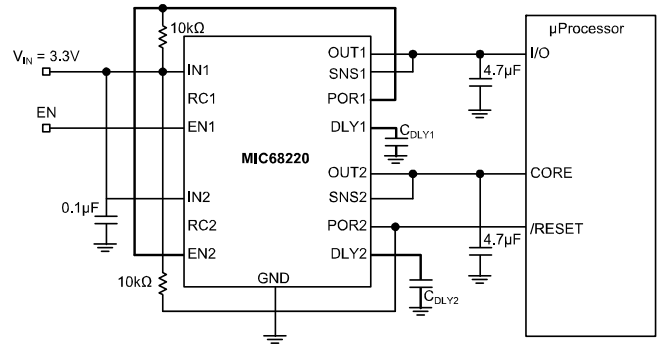 10kΩ
V_IN = 3.3V
EN
0.1µF
10kΩ
IN1
RC1
EN1
IN2
RC2
EN2
MIC68220
GND
OUT1
SNS1
POR1
DLY1
OUT2
SNS2
POR2
DLY2
C_DLY1
C_DLY2
4.7µF
4.7µF
µProcessor
I/O
CORE
/RESET